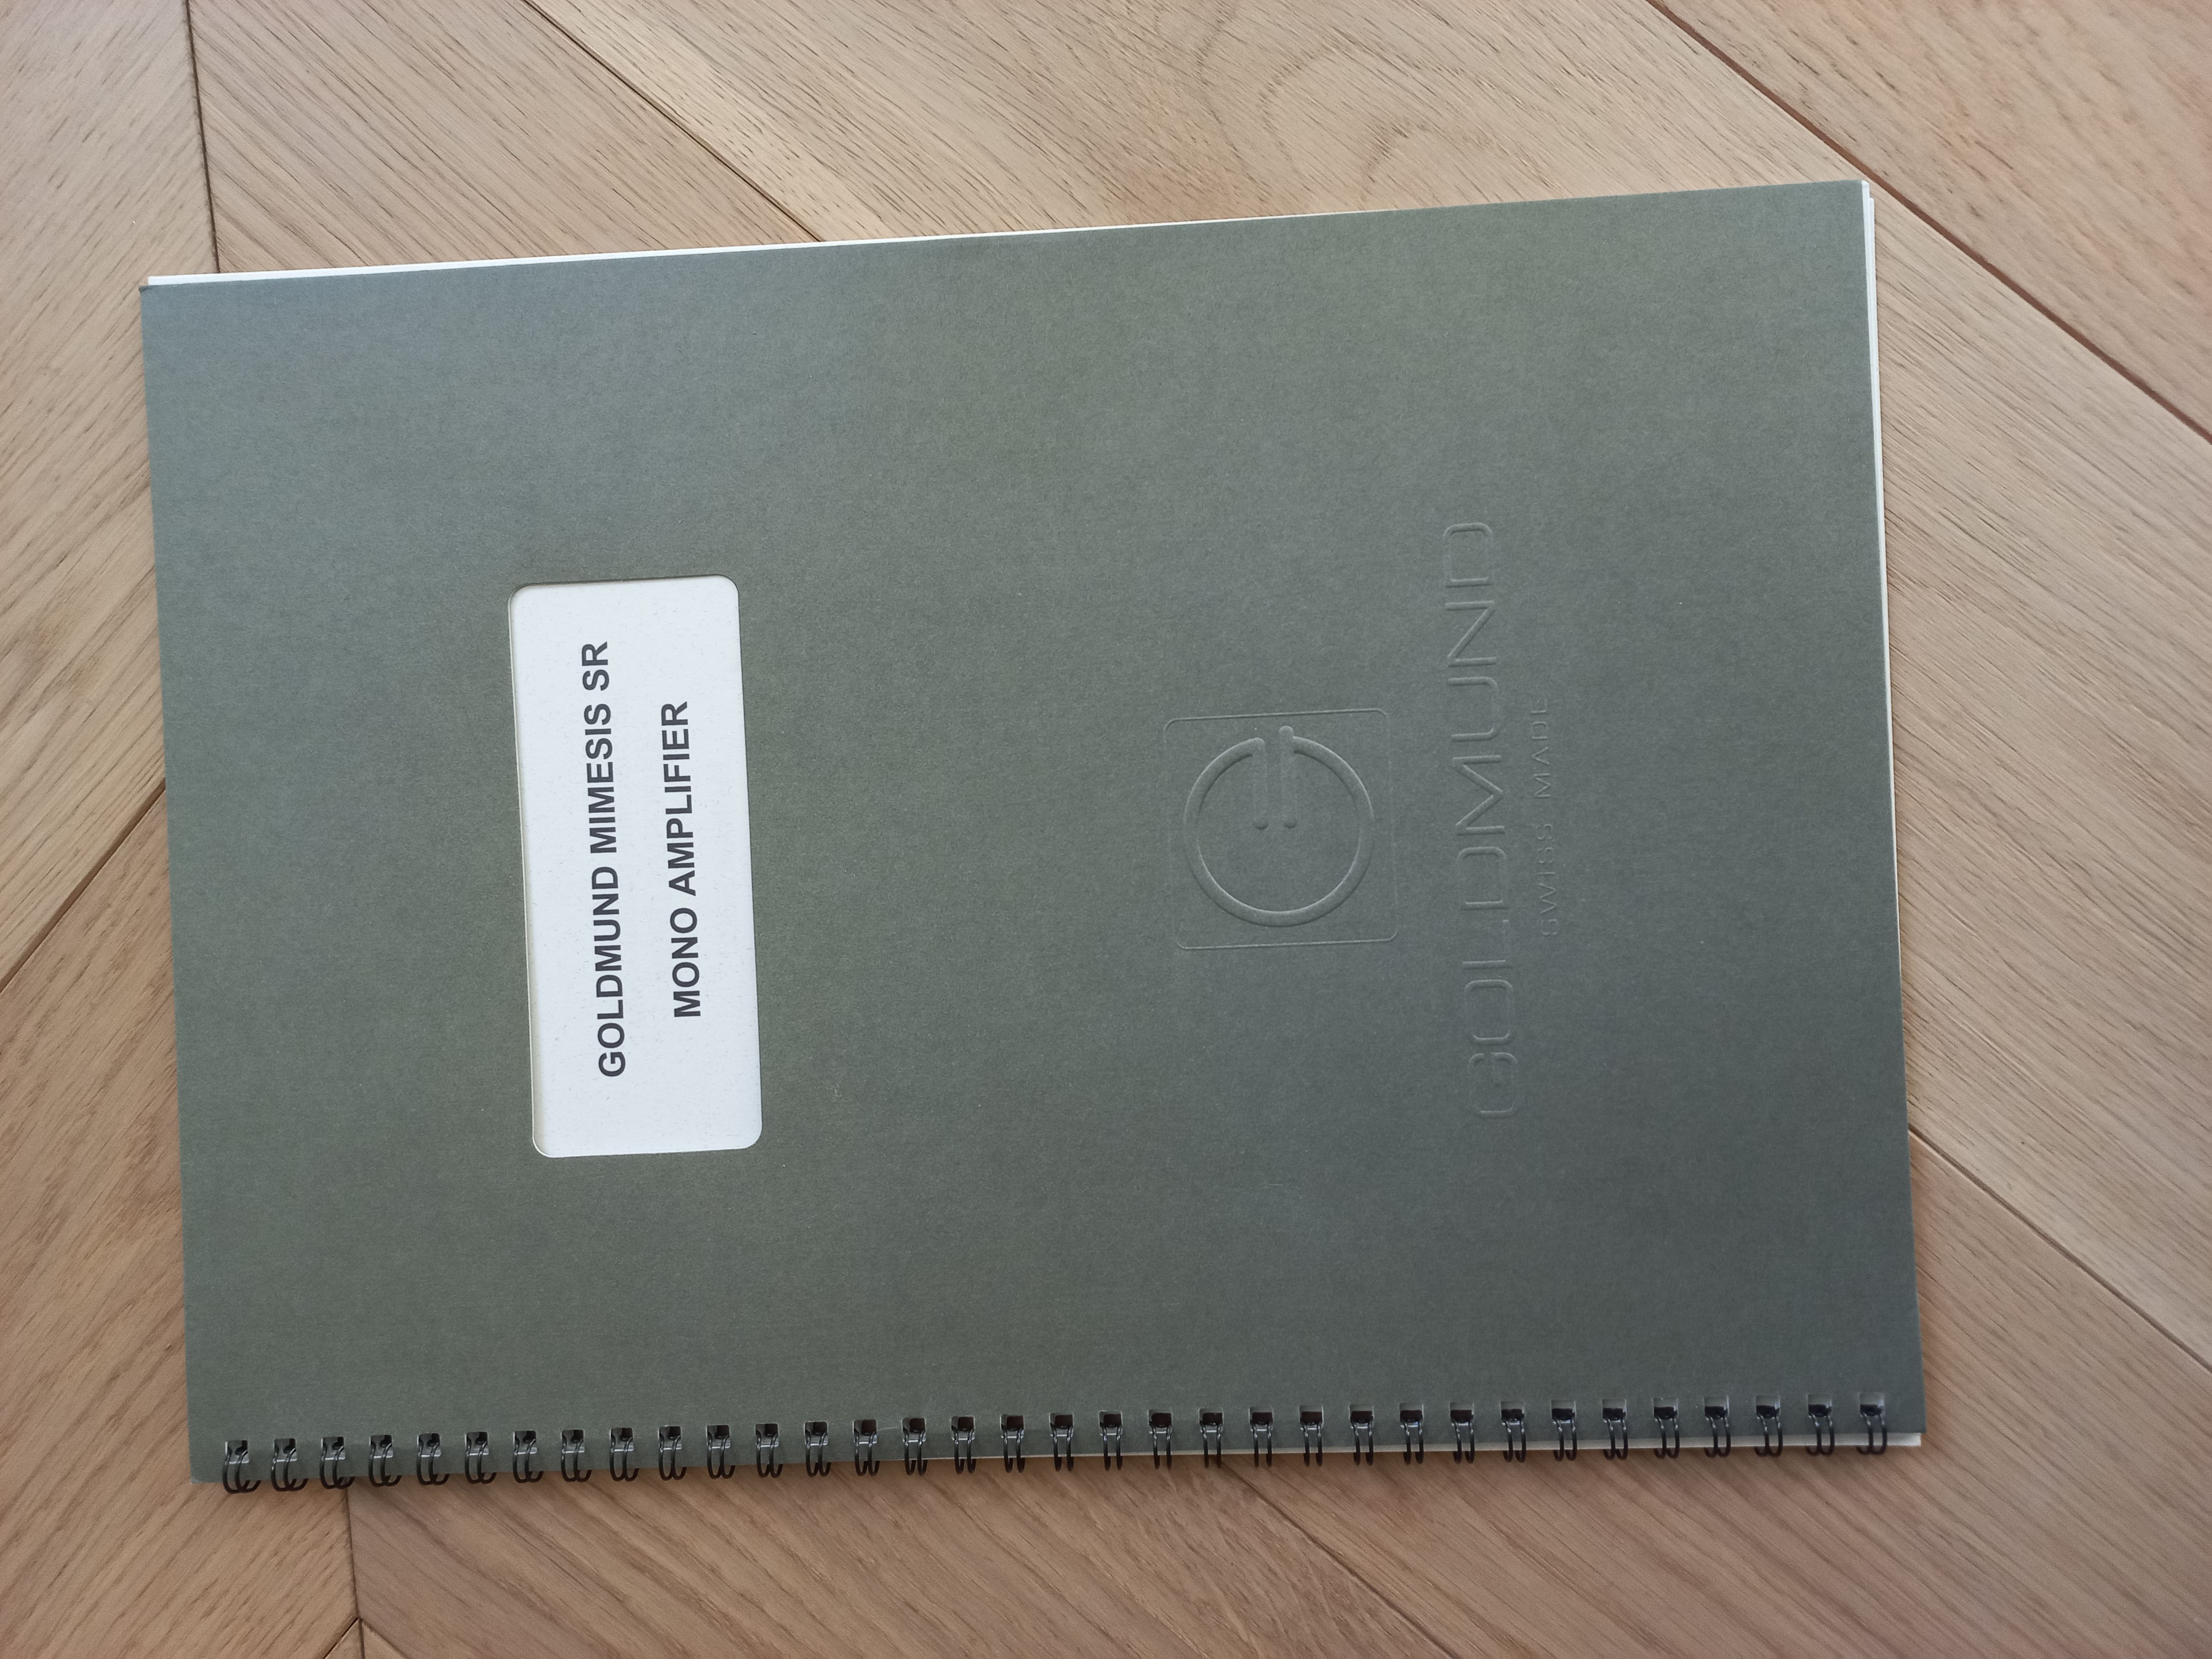 GOLDMUND MIMESIS SR
MONO AMPLIFIER
GOLDMUND
SWISS MADE